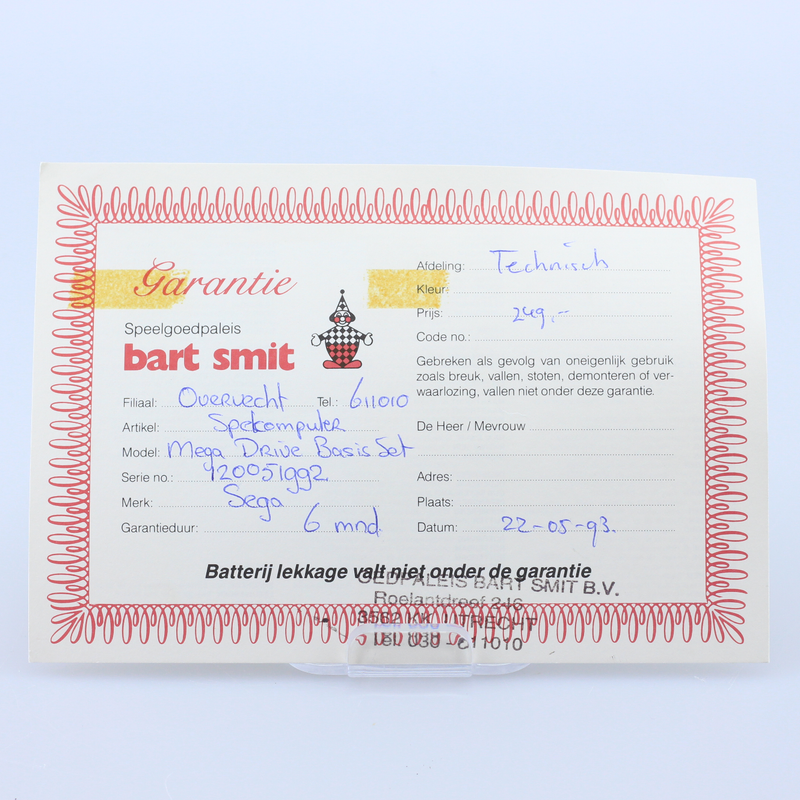 Garantie
Speelgoedpaleis
bart smit
Filiaal: Overvecht Tel.: 611010
Artikel: Spelcomputer
Model: Mega Drive Basis Set
Serie no.: 420051992
Merk: Sega
Garantieduur: 6 mnd.
Afdeling: Technisch
Kleur:
Prijs: 249,--
Code no.:
Gebreken als gevolg van oneigenlijk gebruik
zoals breuk, vallen, stoten, demonteren of ver-
waarlozing, vallen niet onder deze garantie.
De Heer / Mevrouw
Adres:
Plaats:
Datum: 22-05-93.
Batterij lekkage valt niet onder de garantie
OEDPALEIS BART SMIT B.V.
Roelantdreef 246
3562 KK UTRECHT
Tel. 030 - 611010